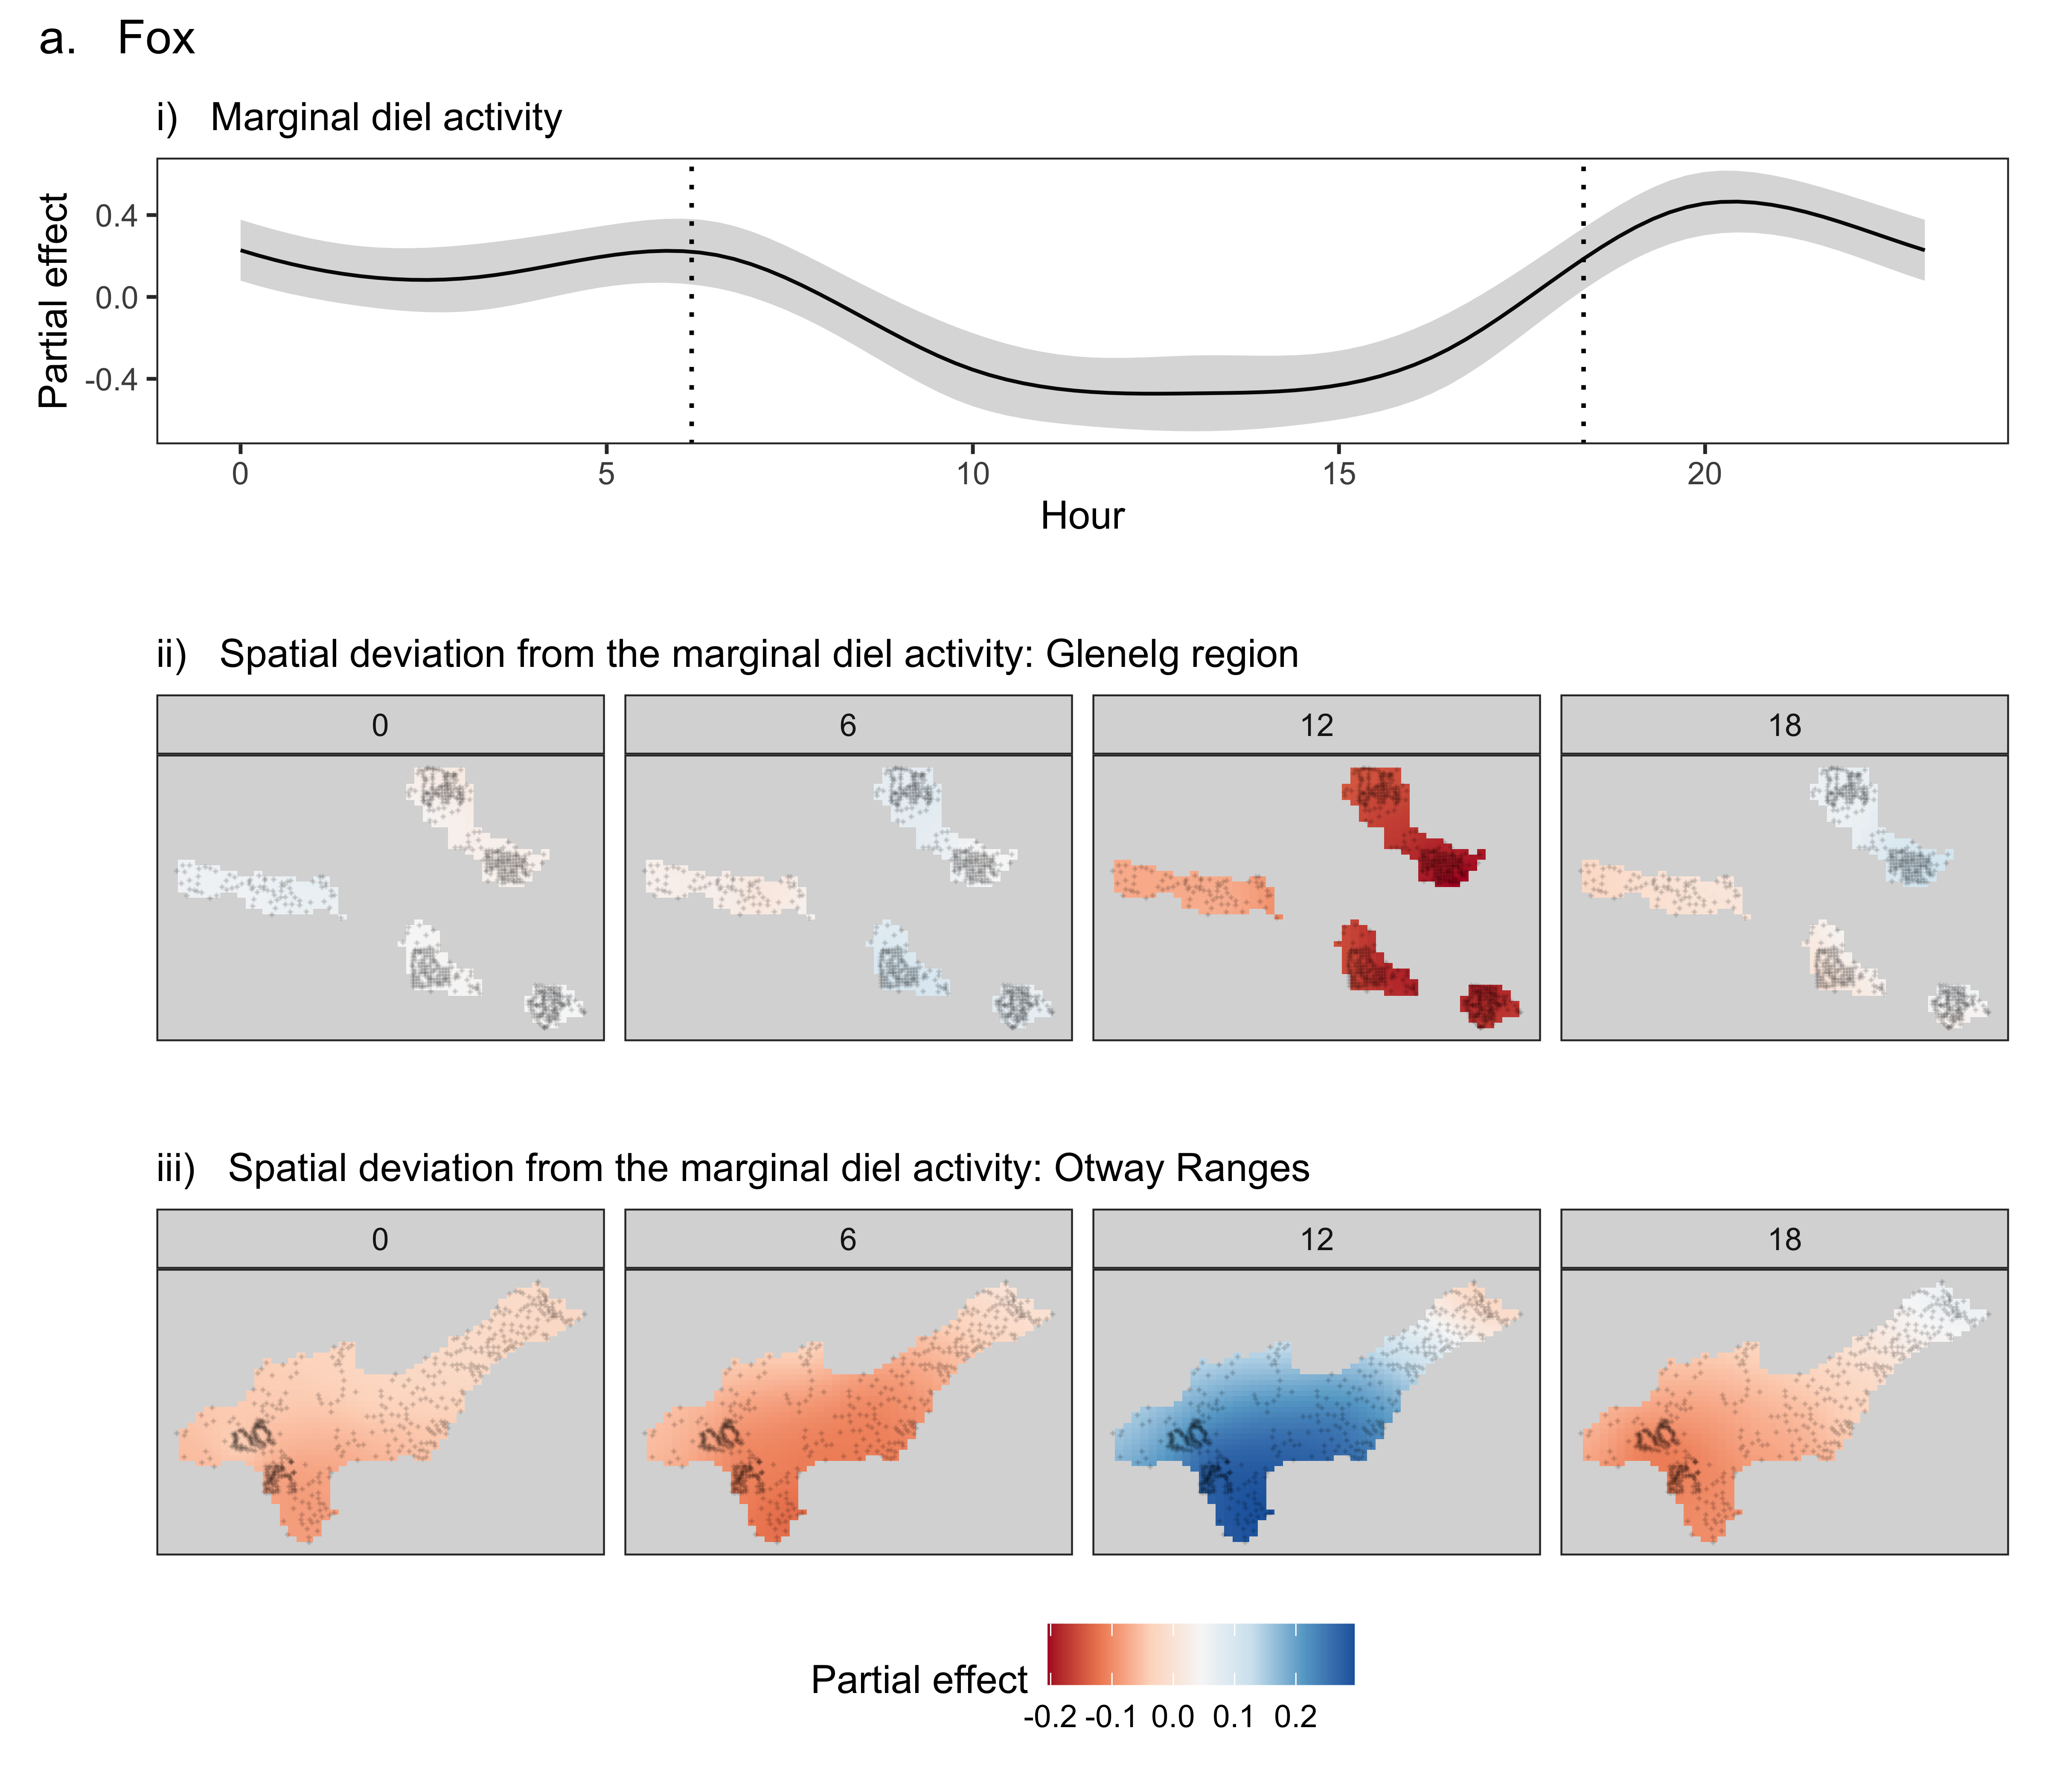 a. Fox
i) Marginal diel activity
Partial effect
0.4
0.0
-0.4
0 5 10 15 20
Hour
ii) Spatial deviation from the marginal diel activity: Glenelg region
0 6 12 18
iii) Spatial deviation from the marginal diel activity: Otway Ranges
0 6 12 18
Partial effect
-0.2 -0.1 0.0 0.1 0.2